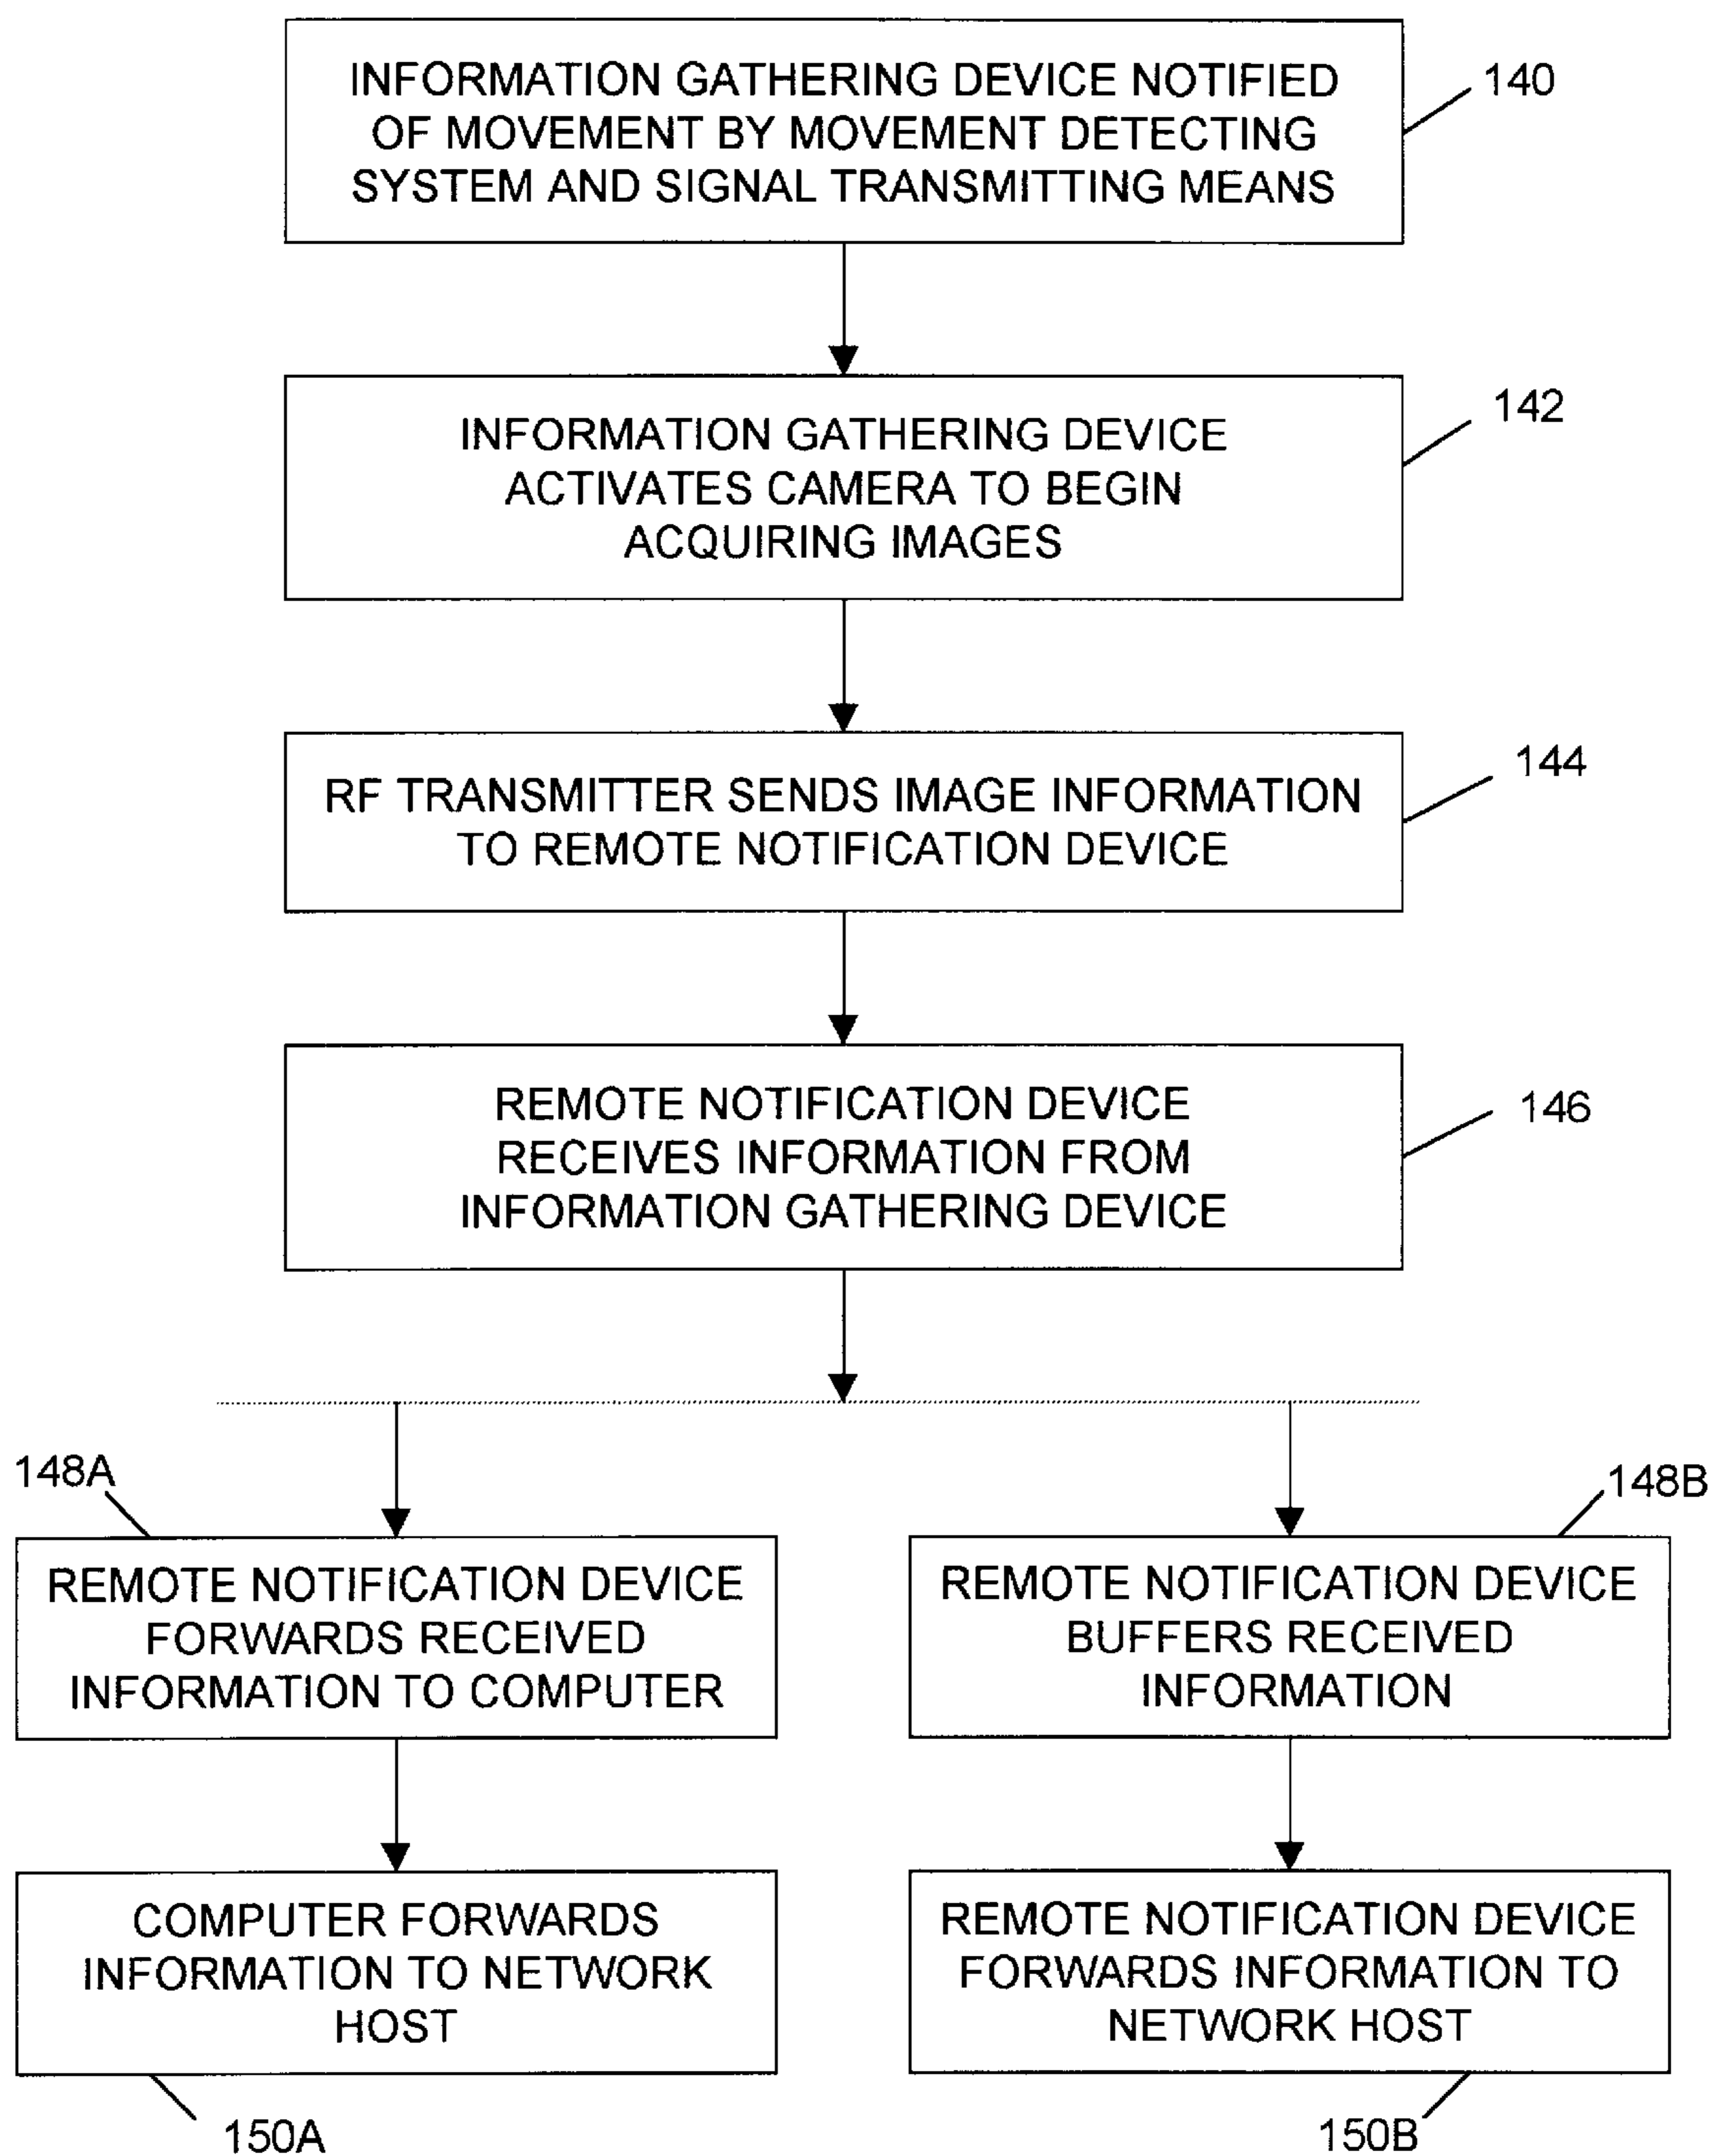 INFORMATION GATHERING DEVICE NOTIFIED
OF MOVEMENT BY MOVEMENT DETECTING
SYSTEM AND SIGNAL TRANSMITTING MEANS
140
INFORMATION GATHERING DEVICE
ACTIVATES CAMERA TO BEGIN
ACQUIRING IMAGES
142
RF TRANSMITTER SENDS IMAGE INFORMATION
TO REMOTE NOTIFICATION DEVICE
144
REMOTE NOTIFICATION DEVICE
RECEIVES INFORMATION FROM
INFORMATION GATHERING DEVICE
146
148A
REMOTE NOTIFICATION DEVICE
FORWARDS RECEIVED
INFORMATION TO COMPUTER
148B
REMOTE NOTIFICATION DEVICE
BUFFERS RECEIVED
INFORMATION
COMPUTER FORWARDS
INFORMATION TO NETWORK
HOST
150A
REMOTE NOTIFICATION DEVICE
FORWARDS INFORMATION TO
NETWORK HOST
150B